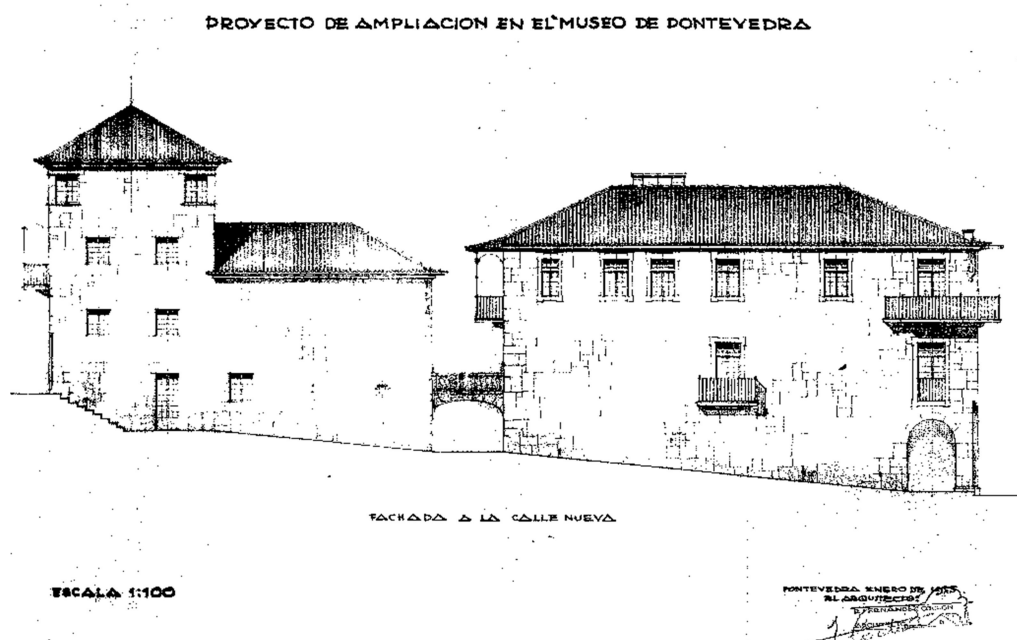 PROYECTO DE AMPLIACION EN EL MUSEO DE PONTEVEDRA
FACHADA A LA CALLE NUEVA
ESCALA 1:100
PONTEVEDRA ENERO DE
EL ARQUITECTO:
FERNANDEZ